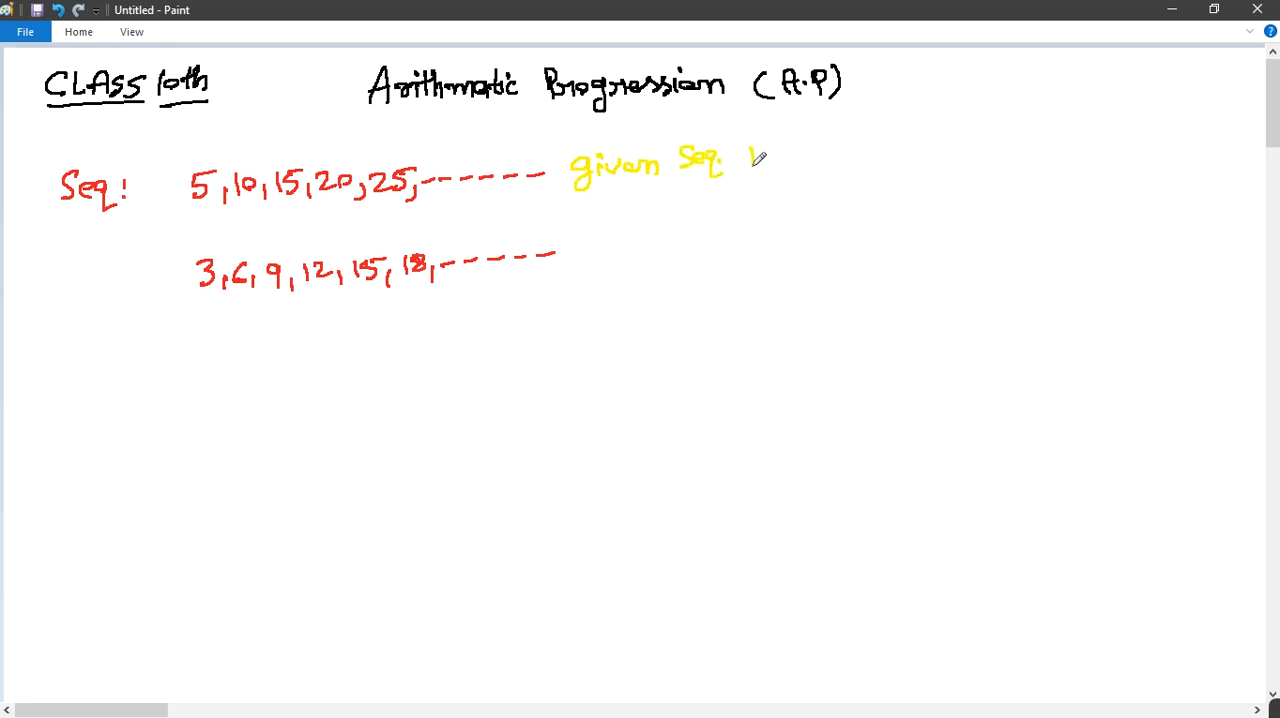 Untitled - Paint
File Home View
CLASS 10th Arithmatic Progression (A.P)
Seq: 5,10,15,20,25,------ given Seq.
3,6,9,12,15,18,------